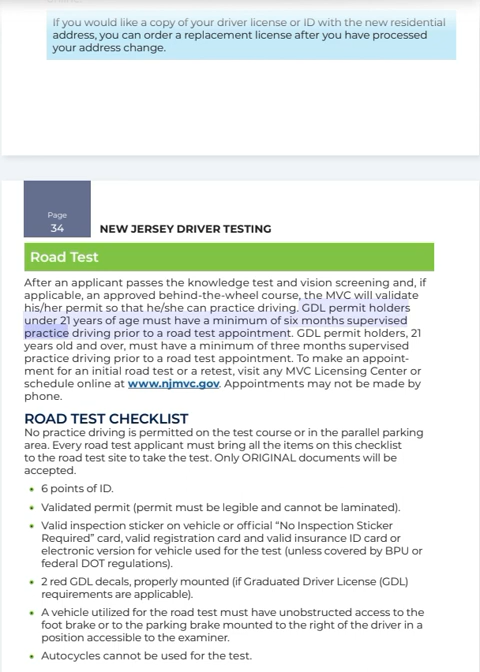 If you would like a copy of your driver license or ID with the new residential
address, you can order a replacement license after you have processed
your address change.
Page
34
NEW JERSEY DRIVER TESTING
Road Test
After an applicant passes the knowledge test and vision screening and, if
applicable, an approved behind-the-wheel course, the MVC will validate
his/her permit so that he/she can practice driving. GDL permit holders
under 21 years of age must have a minimum of six months supervised
practice driving prior to a road test appointment. GDL permit holders, 21
years old and over, must have a minimum of three months supervised
practice driving prior to a road test appointment. To make an appoint-
ment for an initial road test or a retest, visit any MVC Licensing Center or
schedule online at www.njmvc.gov. Appointments may not be made by
phone.
ROAD TEST CHECKLIST
No practice driving is permitted on the test course or in the parallel parking
area. Every road test applicant must bring all the items on this checklist
to the road test site to take the test. Only ORIGINAL documents will be
accepted.
• 6 points of ID.
• Validated permit (permit must be legible and cannot be laminated).
• Valid inspection sticker on vehicle or official “No Inspection Sticker
Required” card, valid registration card and valid insurance ID card or
electronic version for vehicle used for the test (unless covered by BPU or
federal DOT regulations).
• 2 red GDL decals, properly mounted (if Graduated Driver License (GDL)
requirements are applicable).
• A vehicle utilized for the road test must have unobstructed access to the
foot brake or to the parking brake mounted to the right of the driver in a
position accessible to the examiner.
• Autocycles cannot be used for the test.